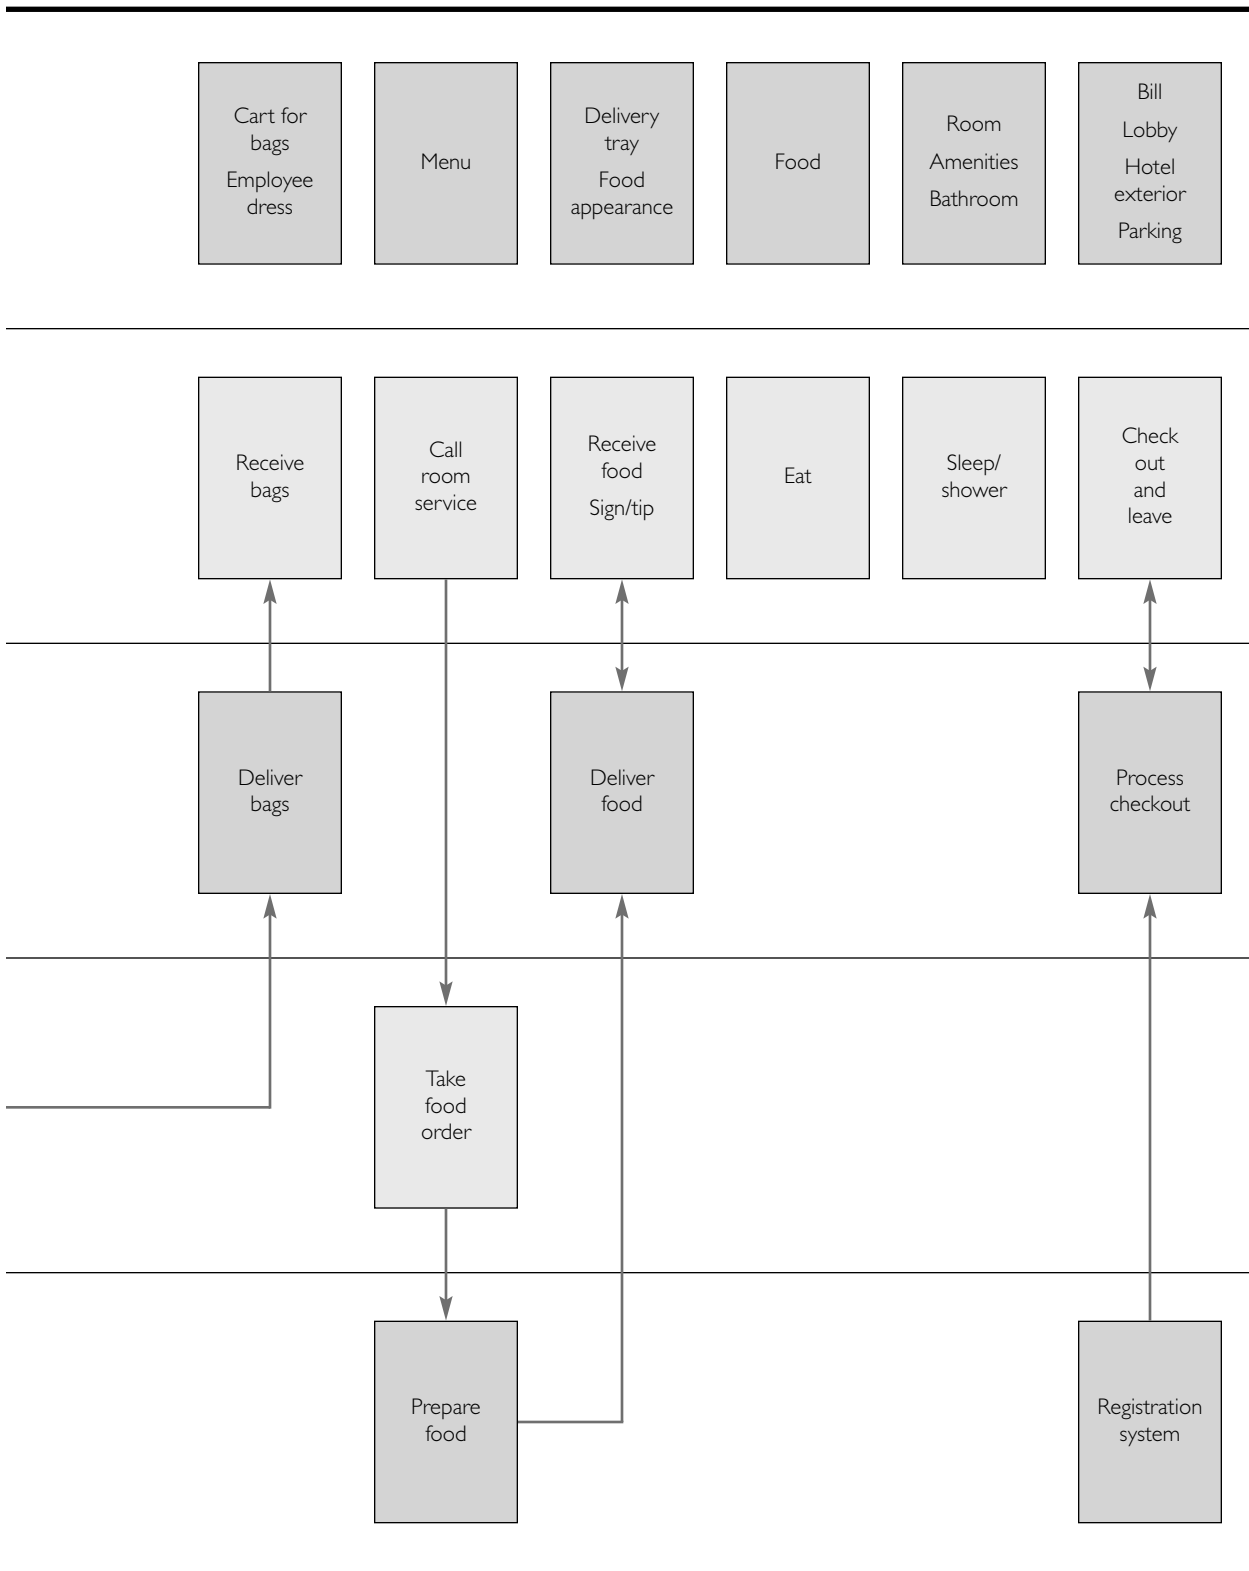 Cart for
bags
Employee
dress
Menu
Delivery
tray
Food
appearance
Food
Room
Amenities
Bathroom
Bill
Lobby
Hotel
exterior
Parking
Receive
bags
Call
room
service
Receive
food
Sign/tip
Eat
Sleep/
shower
Check
out
and
leave
Deliver
bags
Deliver
food
Process
checkout
Take
food
order
Prepare
food
Registration
system